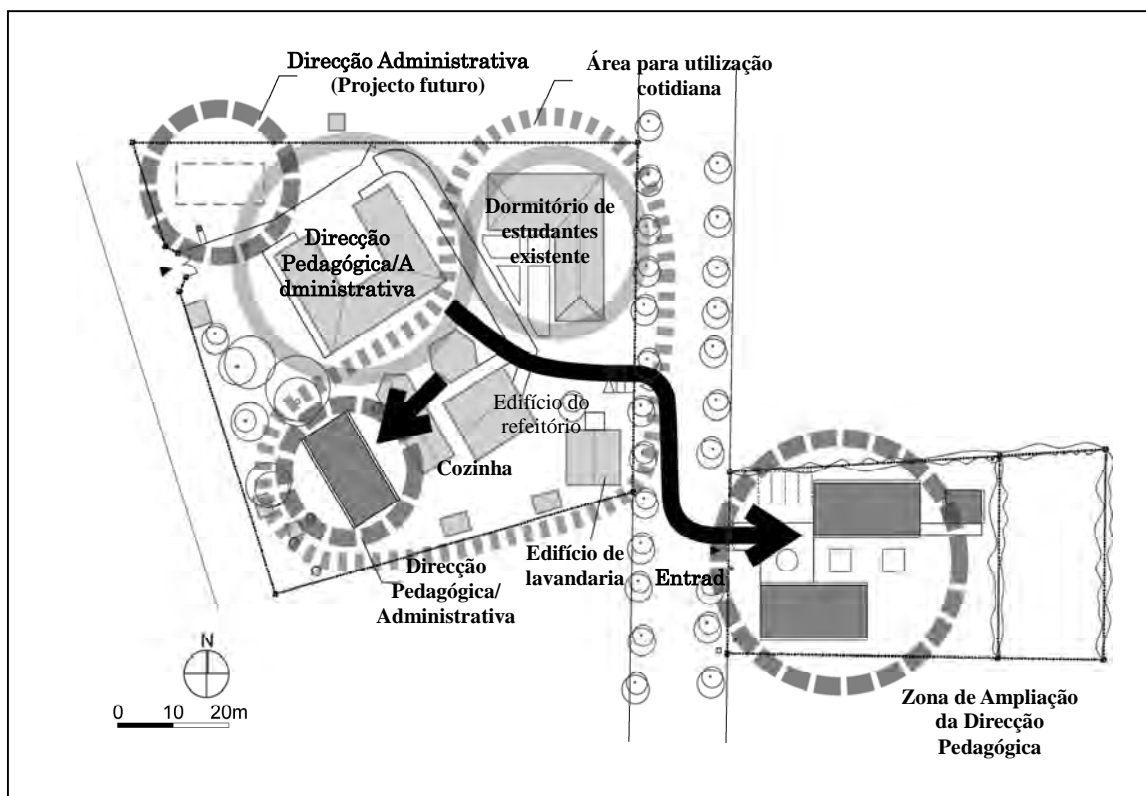 Direcção Administrativa
(Projecto futuro)
Área para utilização
cotidiana
Dormitório de
estudantes
existente
Direcção
Pedagógica/A
dministrativa
Edifício do
refeitório
Cozinha
Edifício de
lavandaria
Entrad
Direcção
Pedagógica/
Administrativa
Zona de Ampliação
da Direcção
Pedagógica
N
0 10 20m